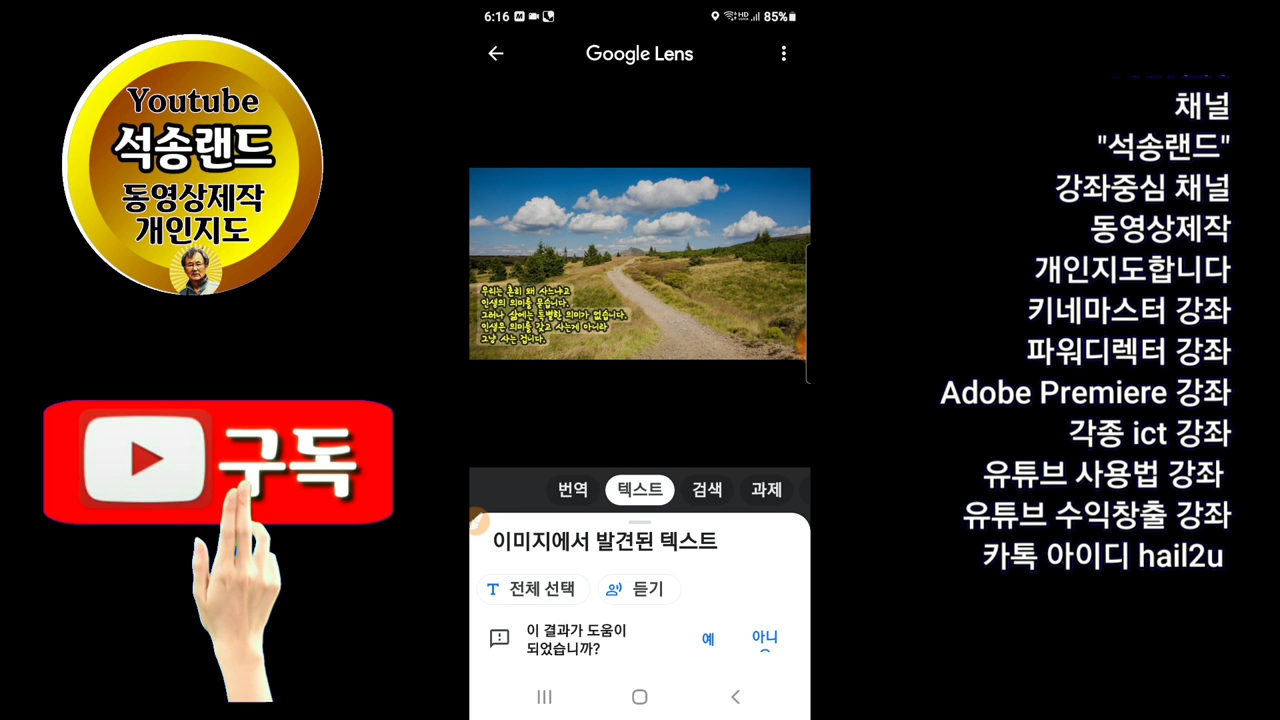 Youtube
석송랜드
동영상제작
개인지도
구독
6:16
85%
Google Lens
우리는 흔히 왜 사느냐고
인생의 의미를 묻습니다.
그러나 삶에는 특별한 의미가 없습니다.
인생은 의미를 갖고 사는게 아니라
그냥 사는 겁니다.
번역 텍스트 검색 과제
이미지에서 발견된 텍스트
전체 선택 듣기
이 결과가 도움이
되었습니까?
예 아니
채널
"석송랜드"
강좌중심 채널
동영상제작
개인지도합니다
키네마스터 강좌
파워디렉터 강좌
Adobe Premiere 강좌
각종 ict 강좌
유튜브 사용법 강좌
유튜브 수익창출 강좌
카톡 아이디 hail2u